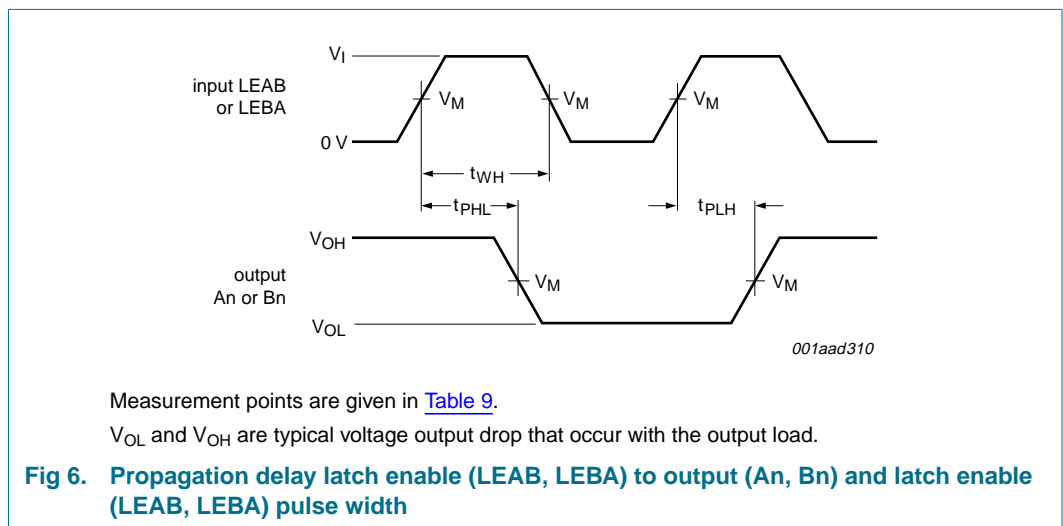 VI
input LEAB
or LEBA
VM
VM
VM
0 V
tWH
tPHL
tPLH
VOH
output
An or Bn
VM
VM
VOL
001aad310
Measurement points are given in Table 9.
VOL and VOH are typical voltage output drop that occur with the output load.
Fig 6. Propagation delay latch enable (LEAB, LEBA) to output (An, Bn) and latch enable
(LEAB, LEBA) pulse width